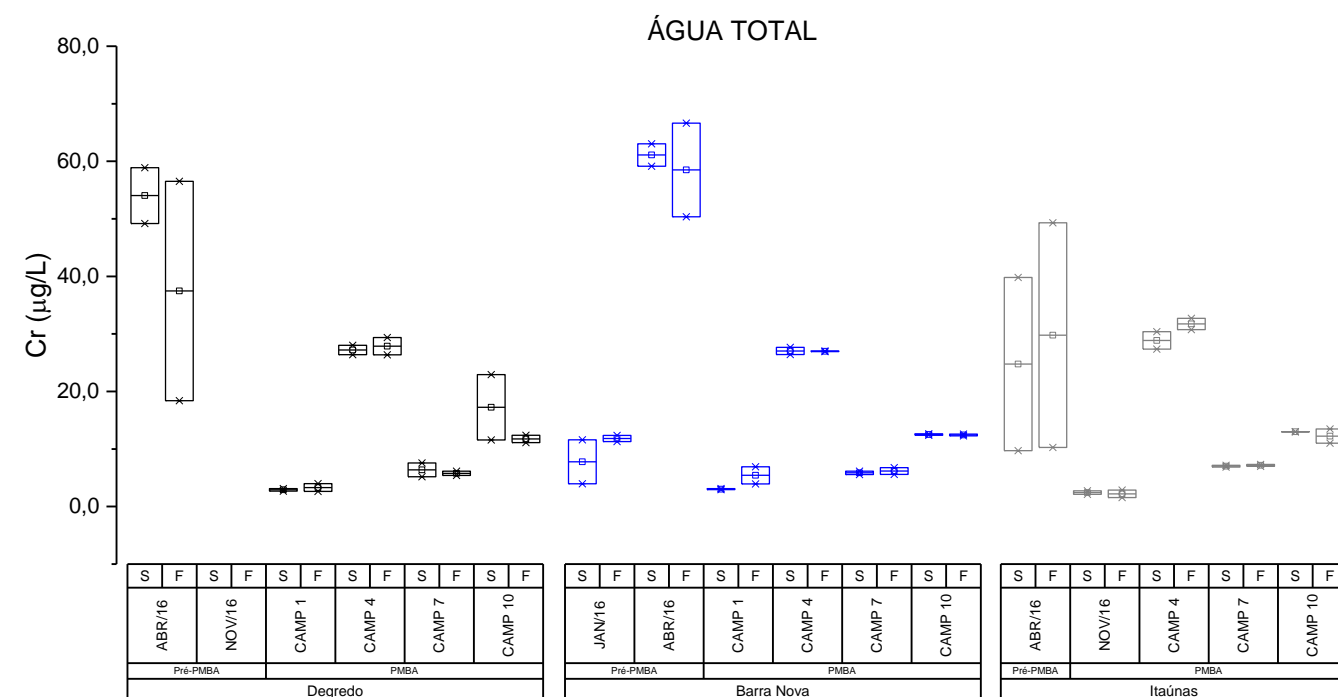 ÁGUA TOTAL
80,0
60,0
40,0
20,0
0,0
Cr (µg/L)
S F S F S F S F S F S F S F S F S F S F S F S F S F S F S F S F S F
ABR/16 NOV/16 CAMP 1 CAMP 4 CAMP 7 CAMP 10 JAN/16 ABR/16 CAMP 1 CAMP 4 CAMP 7 CAMP 10 ABR/16 NOV/16 CAMP 4 CAMP 7 CAMP 10
Pré-PMBA PMBA Pré-PMBA PMBA Pré-PMBA PMBA
Degredo Barra Nova Itaúnas